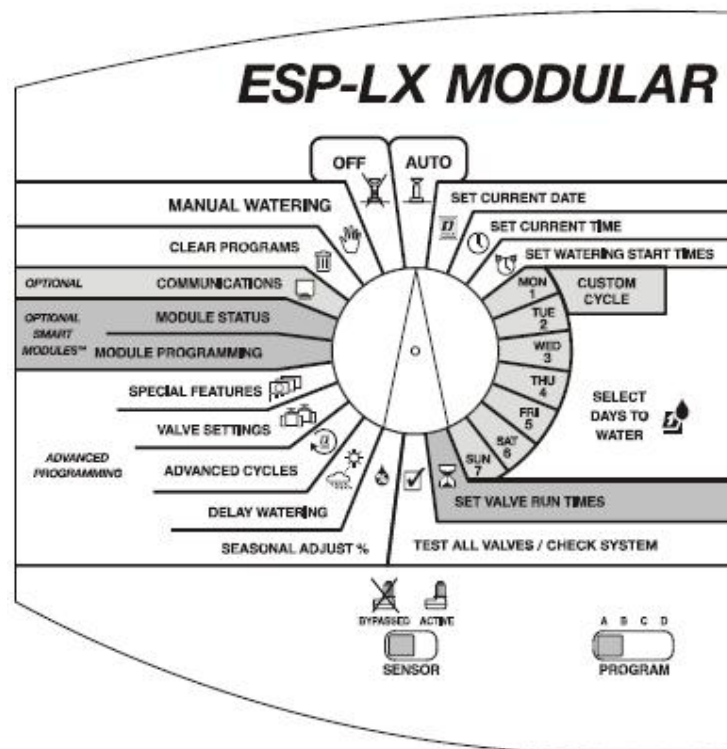 ESP-LX MODULAR
OFF
AUTO
MANUAL WATERING
SET CURRENT DATE
CLEAR PROGRAMS
SET CURRENT TIME
SET WATERING START TIMES
OPTIONAL
COMMUNICATIONS
MON
1
CUSTOM
CYCLE
OPTIONAL
SMART
MODULES™
MODULE STATUS
MODULE PROGRAMMING
TUE
2
WED
3
THU
4
FRI
5
SAT
6
SUN
7
SELECT
DAYS TO
WATER
SPECIAL FEATURES
VALVE SETTINGS
ADVANCED
PROGRAMMING
ADVANCED CYCLES
DELAY WATERING
SEASONAL ADJUST %
SET VALVE RUN TIMES
TEST ALL VALVES / CHECK SYSTEM
BYPASSED ACTIVE
SENSOR
A B C D
PROGRAM